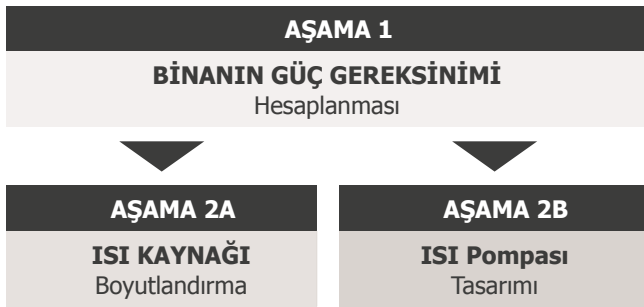 AŞAMA 1
BİNANIN GÜÇ GEREKSİNİMİ
Hesaplanması
AŞAMA 2A
ISI KAYNAĞI
Boyutlandırma
AŞAMA 2B
ISI Pompası
Tasarımı